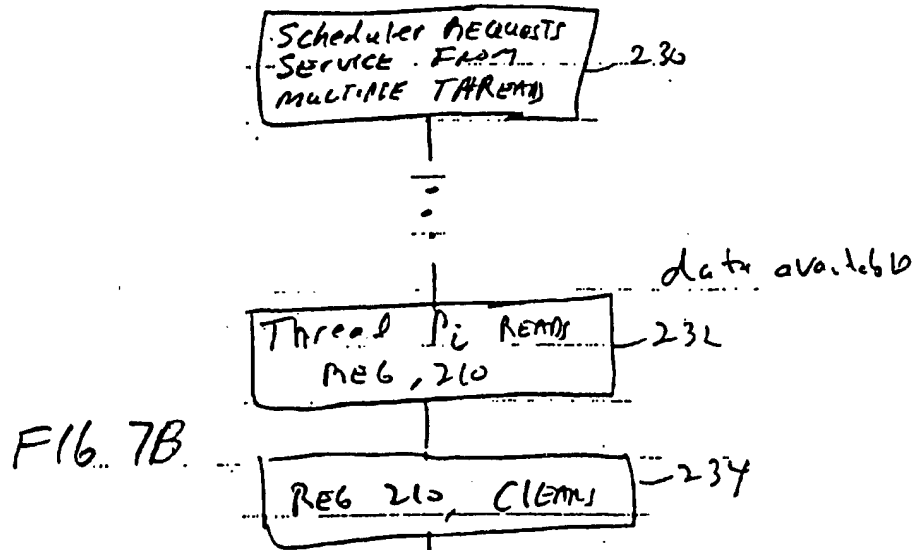 Scheduler REQUESTS
SERVICE FROM
MULTIPLE THREADS
230
data available
Thread Pi READS
REG, 210
232
FIG. 7B
REG 210, CLEARS
234